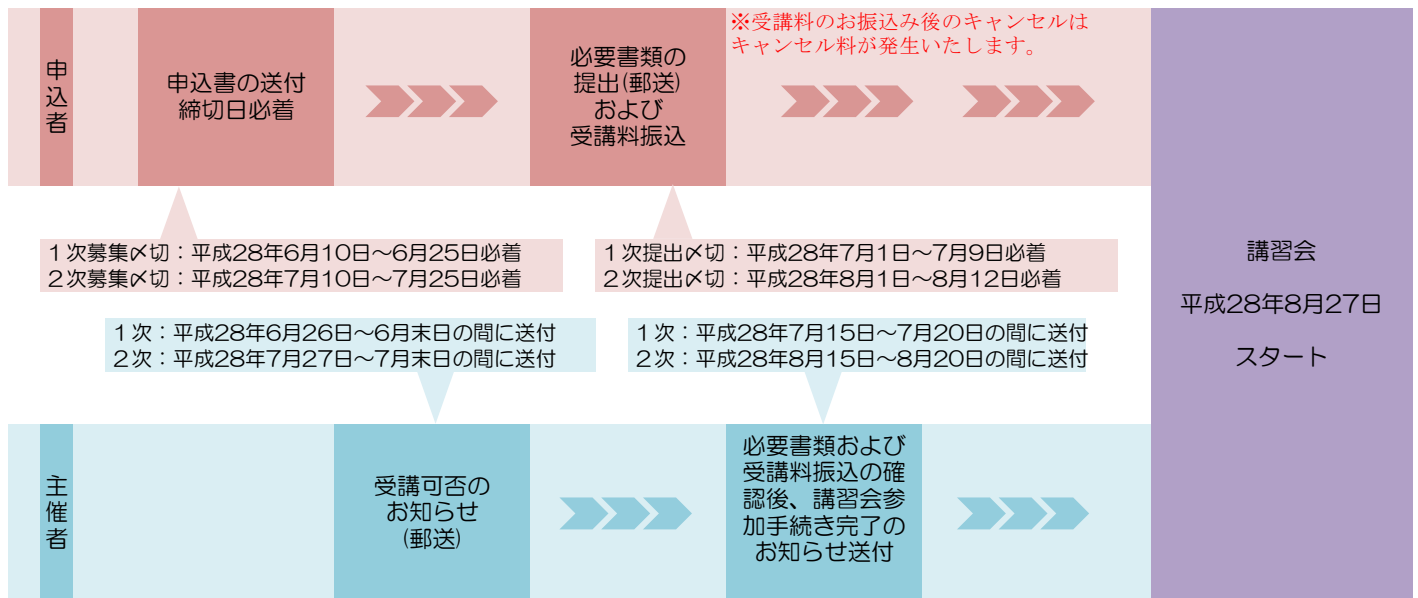 申込者
申込書の送付
締切日必着
必要書類の
提出(郵送)
および
受講料振込
※受講料のお振込み後のキャンセルは
キャンセル料が発生いたします。
1次募集〆切：平成28年6月10日～6月25日必着
2次募集〆切：平成28年7月10日～7月25日必着
1次提出〆切：平成28年7月1日～7月9日必着
2次提出〆切：平成28年8月1日～8月12日必着
1次：平成28年6月26日～6月末日の間に送付
2次：平成28年7月27日～7月末日の間に送付
1次：平成28年7月15日～7月20日の間に送付
2次：平成28年8月15日～8月20日の間に送付
主催者
受講可否の
お知らせ
(郵送)
必要書類および
受講料振込の確
認後、講習会参
加手続き完了の
お知らせ送付
講習会
平成28年8月27日
スタート